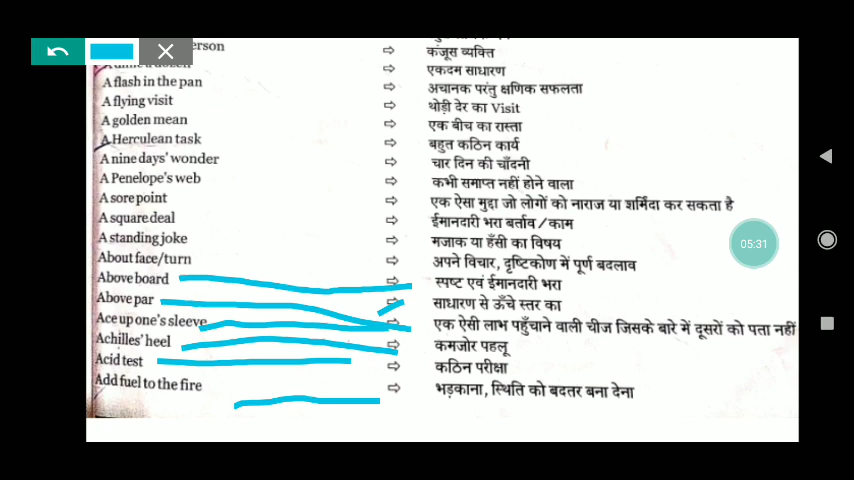 erson ⇨ कंजूस व्यक्ति
⇨ एकदम साधारण
A flash in the pan ⇨ अचानक परंतु क्षणिक सफलता
A flying visit ⇨ थोड़ी देर का Visit
A golden mean ⇨ एक बीच का रास्ता
A Herculean task ⇨ बहुत कठिन कार्य
A nine days' wonder ⇨ चार दिन की चाँदनी
A Penelope's web ⇨ कभी समाप्त नहीं होने वाला
A sore point ⇨ एक ऐसा मुद्दा जो लोगों को नाराज या शर्मिंदा कर सकता है
A square deal ⇨ ईमानदारी भरा बर्ताव/काम
A standing joke ⇨ मजाक या हँसी का विषय
About face/turn ⇨ अपने विचार, दृष्टिकोण में पूर्ण बदलाव
Above board ⇨ स्पष्ट एवं ईमानदारी भरा
Above par ⇨ साधारण से ऊँचे स्तर का
Ace up one's sleeve ⇨ एक ऐसी लाभ पहुँचाने वाली चीज जिसके बारे में दूसरों को पता नहीं
Achilles' heel ⇨ कमजोर पहलू
Acid test ⇨ कठिन परीक्षा
Add fuel to the fire ⇨ भड़काना, स्थिति को बदतर बना देना
05:31